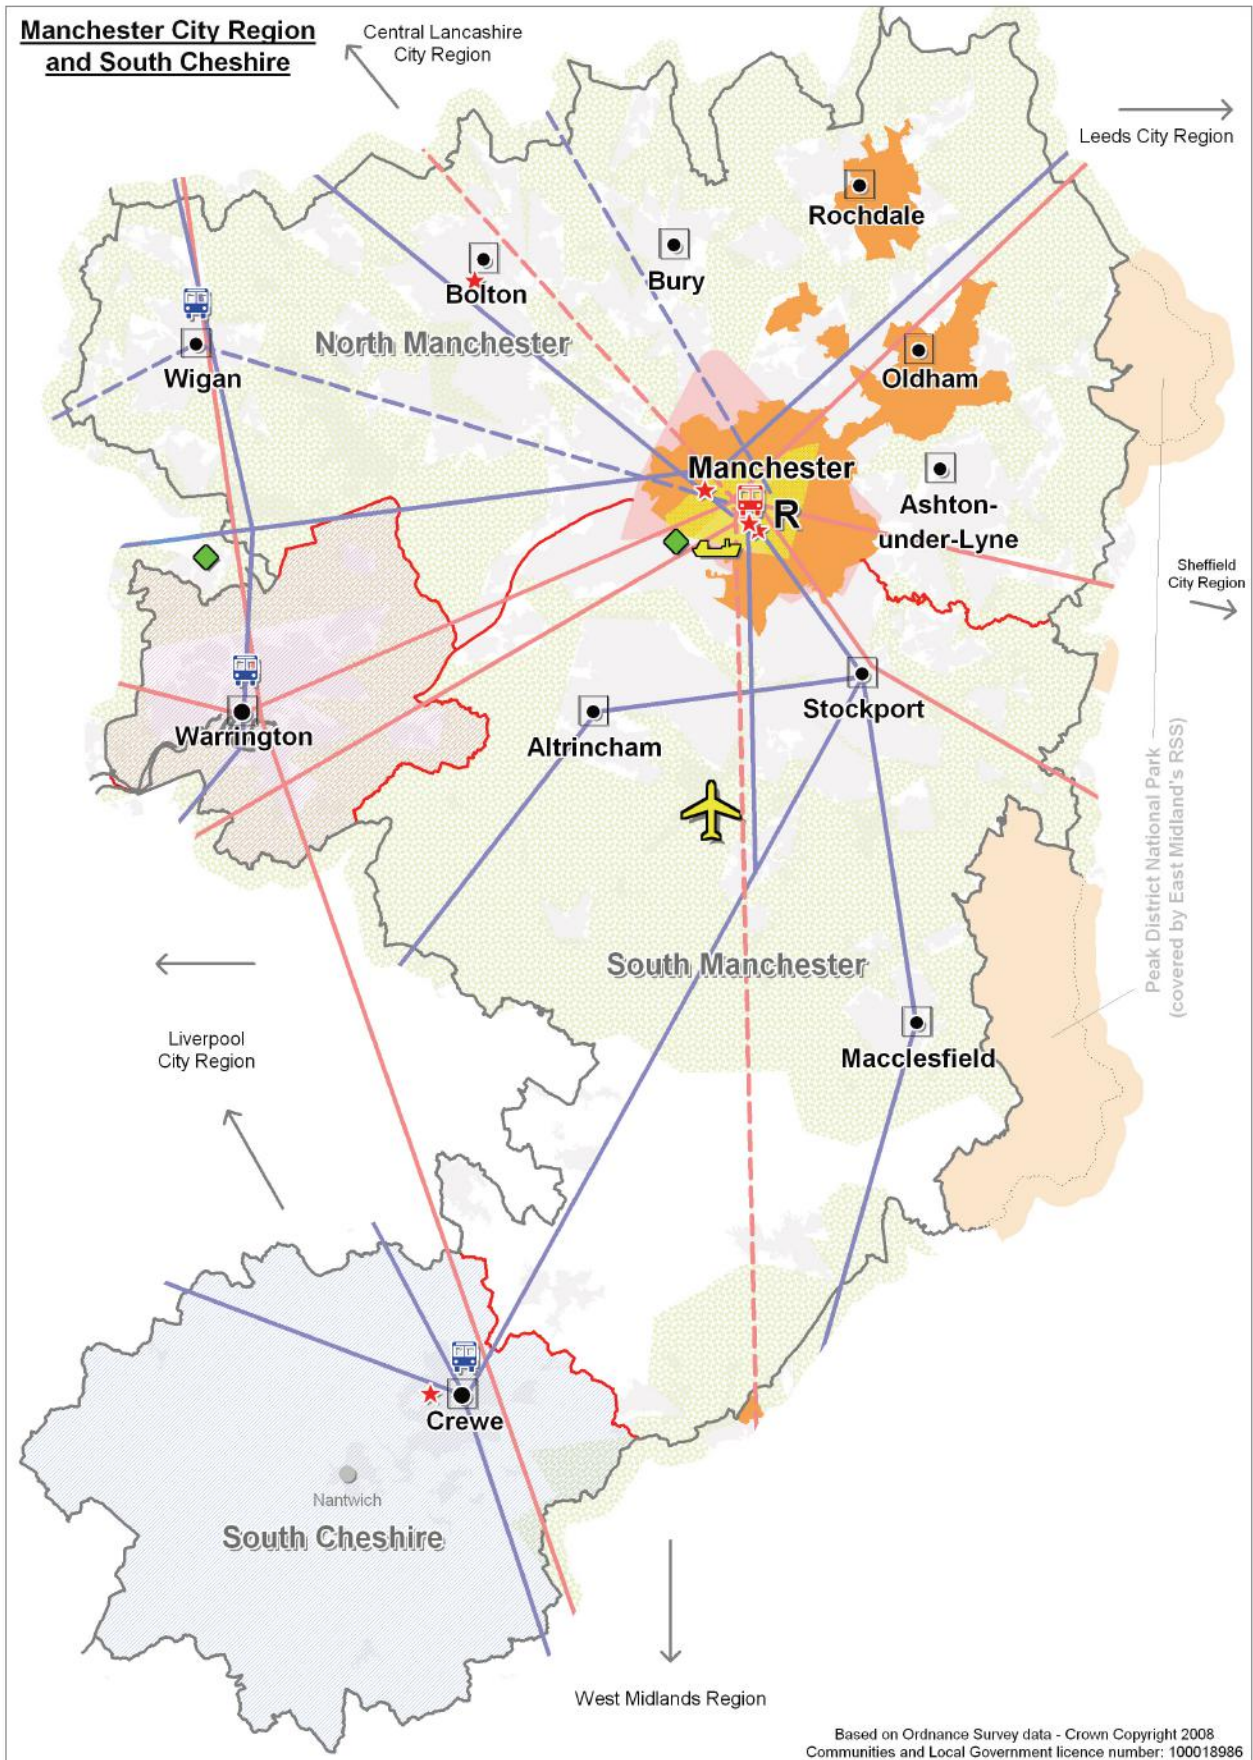 Manchester City Region
and South Cheshire
Central Lancashire
City Region
Leeds City Region
Rochdale
Bury
Bolton
North Manchester
Wigan
Oldham
Manchester
R
Ashton-
under-Lyne
Sheffield
City Region
Warrington
Altrincham
Stockport
Peak District National Park
(covered by East Midland's RSS)
South Manchester
Liverpool
City Region
Macclesfield
Crewe
Nantwich
South Cheshire
West Midlands Region
Based on Ordnance Survey data - Crown Copyright 2008
Communities and Local Government licence number: 100018986